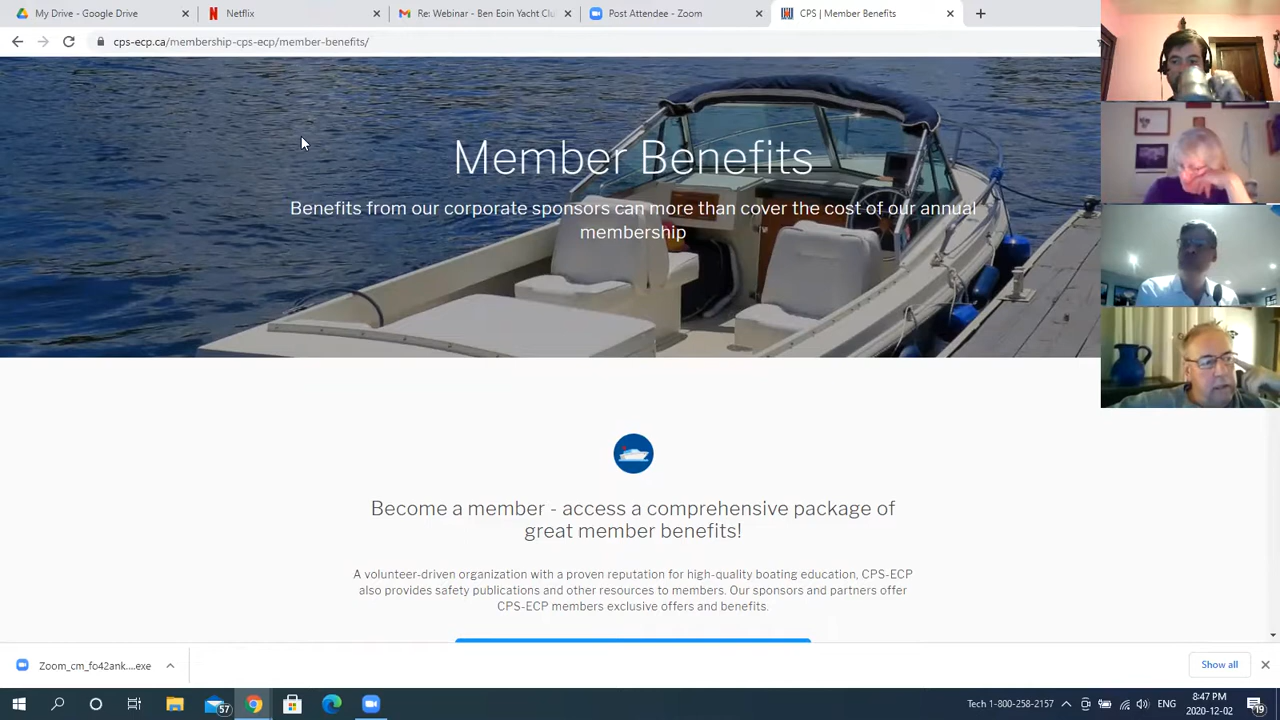 My Drive - Google Drive
Netflix
Re: Webinar - Ben Eoin Yacht Clu
Post Attendee - Zoom
CPS | Member Benefits
cps-ecp.ca/membership-cps-ecp/member-benefits/
Member Benefits
Benefits from our corporate sponsors can more than cover the cost of our annual
membership
Become a member - access a comprehensive package of
great member benefits!
A volunteer-driven organization with a proven reputation for high-quality boating education, CPS-ECP
also provides safety publications and other resources to members. Our sponsors and partners offer
CPS-ECP members exclusive offers and benefits.
Zoom_cm_fo42ank....exe
Show all
57
Tech 1-800-258-2157
ENG
8:47 PM
2020-12-02
19